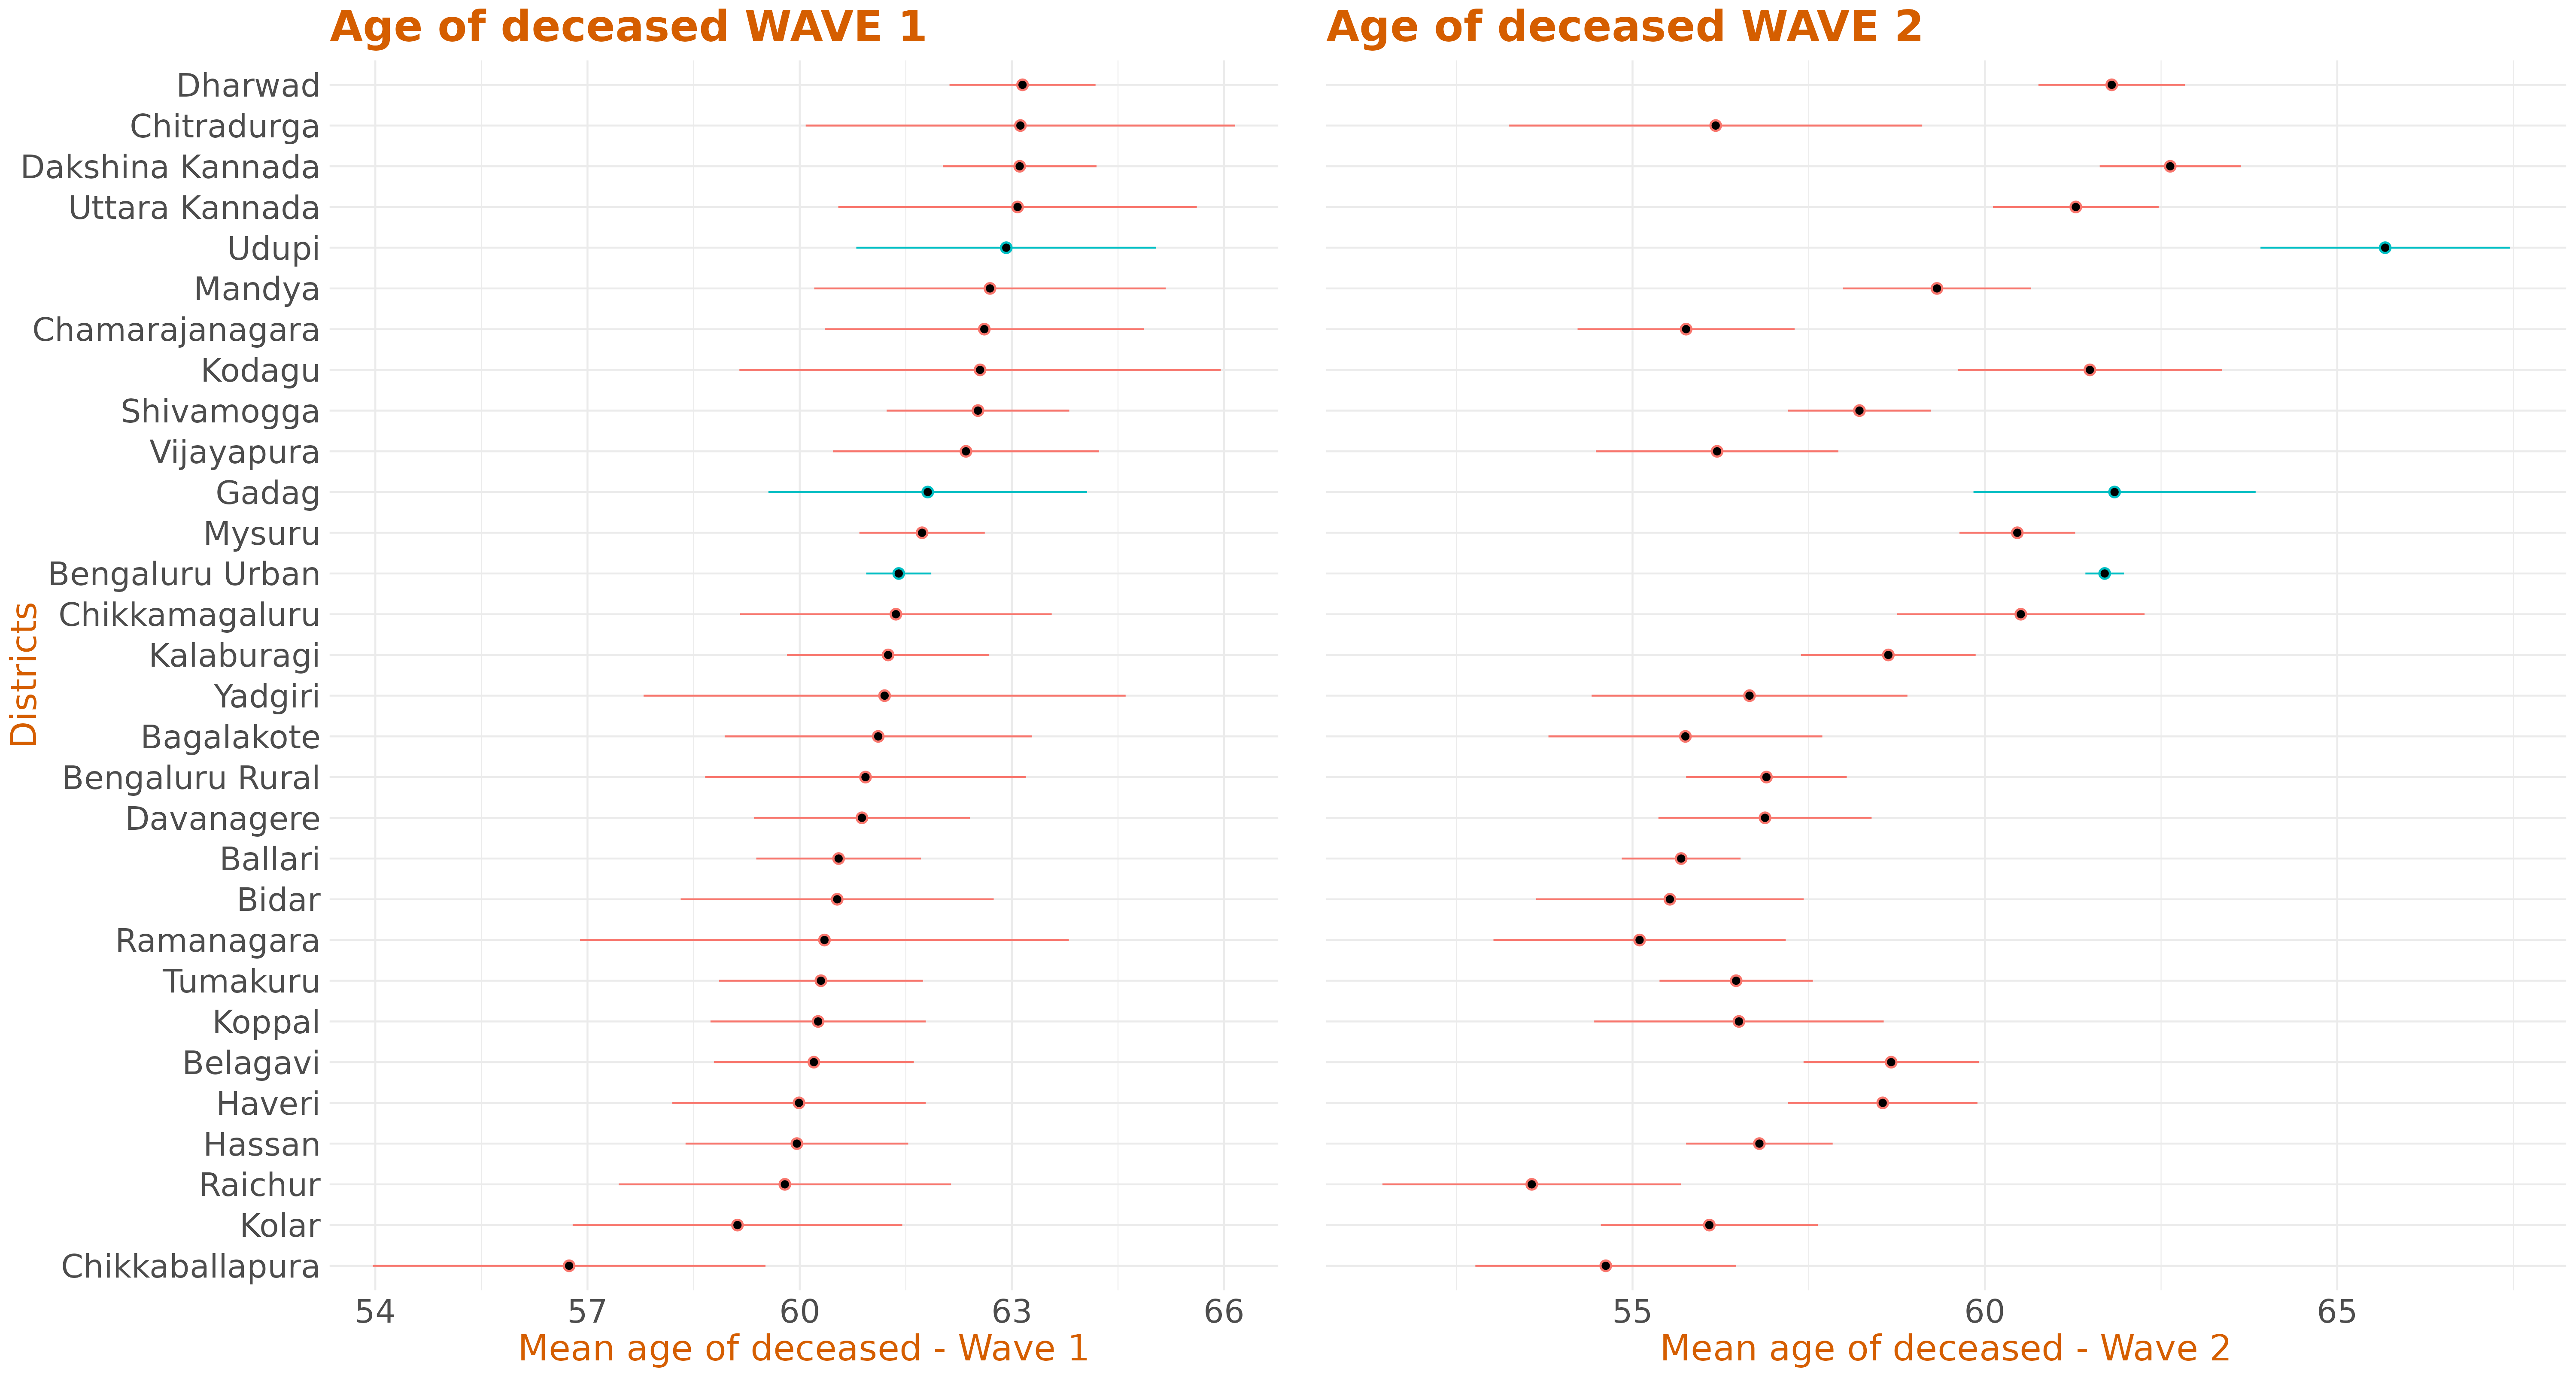 Age of deceased WAVE 1
Age of deceased WAVE 2
Districts
Dharwad
Chitradurga
Dakshina Kannada
Uttara Kannada
Udupi
Mandya
Chamarajanagara
Kodagu
Shivamogga
Vijayapura
Gadag
Mysuru
Bengaluru Urban
Chikkamagaluru
Kalaburagi
Yadgiri
Bagalakote
Bengaluru Rural
Davanagere
Ballari
Bidar
Ramanagara
Tumakuru
Koppal
Belagavi
Haveri
Hassan
Raichur
Kolar
Chikkaballapura
54 57 60 63 66
Mean age of deceased - Wave 1
55 60 65
Mean age of deceased - Wave 2